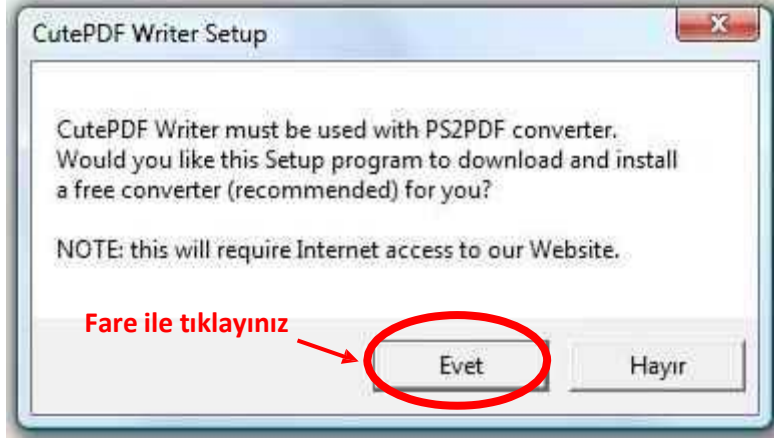 CutePDF Writer Setup
CutePDF Writer must be used with PS2PDF converter.
Would you like this Setup program to download and install
a free converter (recommended) for you?
NOTE: this will require Internet access to our Website.
Fare ile tıklayınız
Evet
Hayır